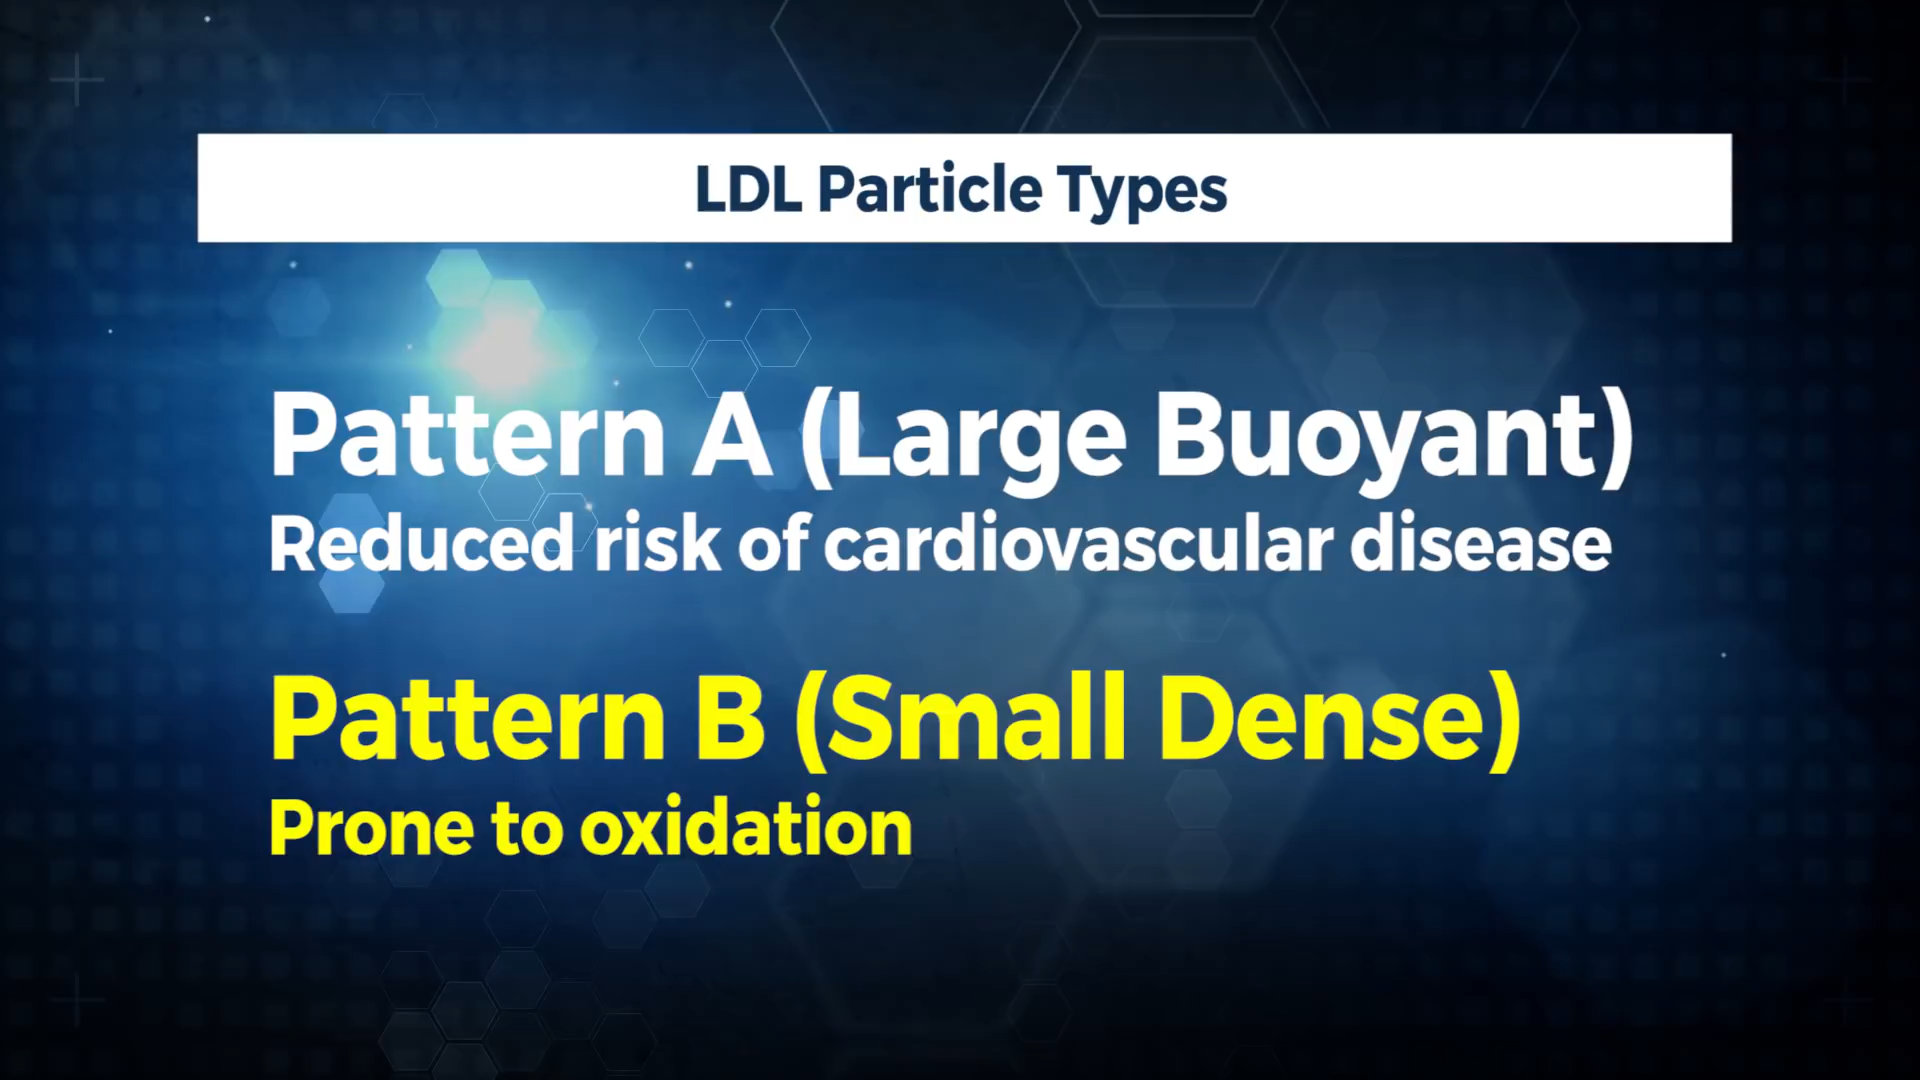 LDL Particle Types
Pattern A (Large Buoyant)
Reduced risk of cardiovascular disease
Pattern B (Small Dense)
Prone to oxidation